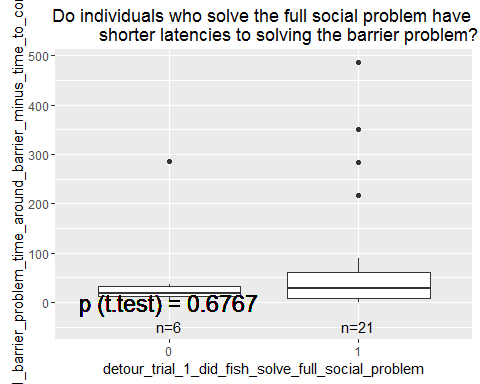 Do individuals who solve the full social problem have
shorter latencies to solving the barrier problem?
l_barrier_problem_time_around_barrier_minus_time_to_co
500
400
300
200
100
0
p (t.test) = 0.6767
n=6
n=21
0
1
detour_trial_1_did_fish_solve_full_social_problem